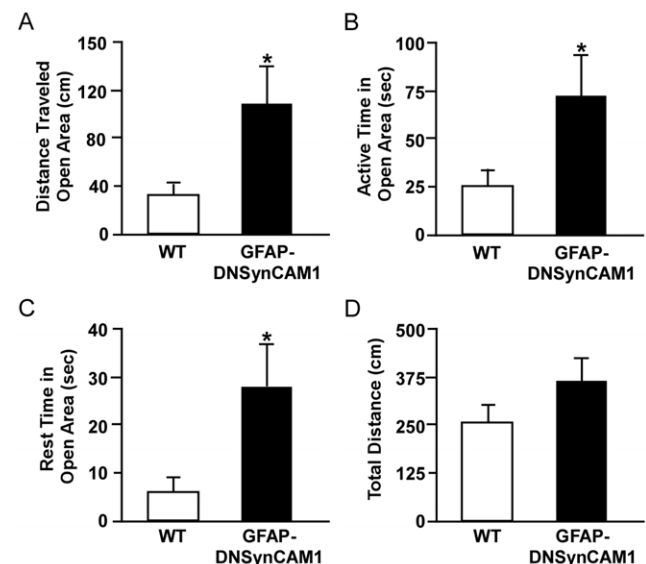 A
Distance Traveled
Open Area (cm)
150
120
80
40
0
*
WT
GFAP-
DNSynCAM1
B
Active Time in
Open Area (sec)
100
75
50
25
0
*
WT
GFAP-
DNSynCAM1
C
Rest Time in
Open Area (sec)
40
30
20
10
0
*
WT
GFAP-
DNSynCAM1
D
Total Distance (cm)
500
375
250
125
0
WT
GFAP-
DNSynCAM1